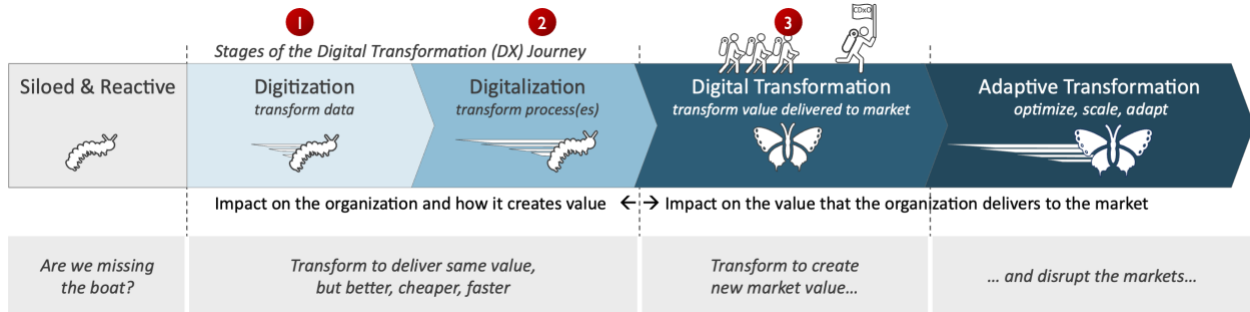 1
2
3
CDxO
Stages of the Digital Transformation (DX) Journey
Siloed & Reactive
Digitization
transform data
Digitalization
transform process(es)
Digital Transformation
transform value delivered to market
Adaptive Transformation
optimize, scale, adapt
Impact on the organization and how it creates value ←→ Impact on the value that the organization delivers to the market
Are we missing
the boat?
Transform to deliver same value,
but better, cheaper, faster
Transform to create
new market value...
... and disrupt the markets...